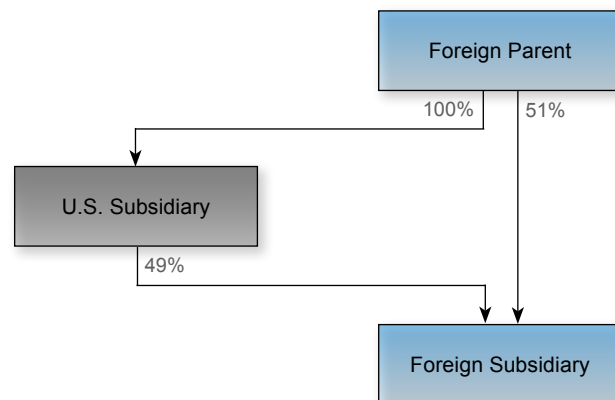 Foreign Parent
100%
51%
U.S. Subsidiary
49%
Foreign Subsidiary